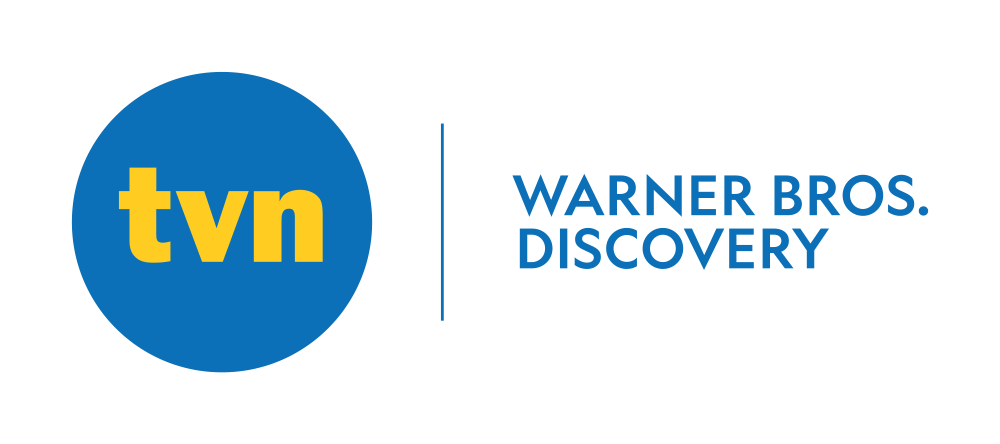 tvn
WARNER BROS.
DISCOVERY